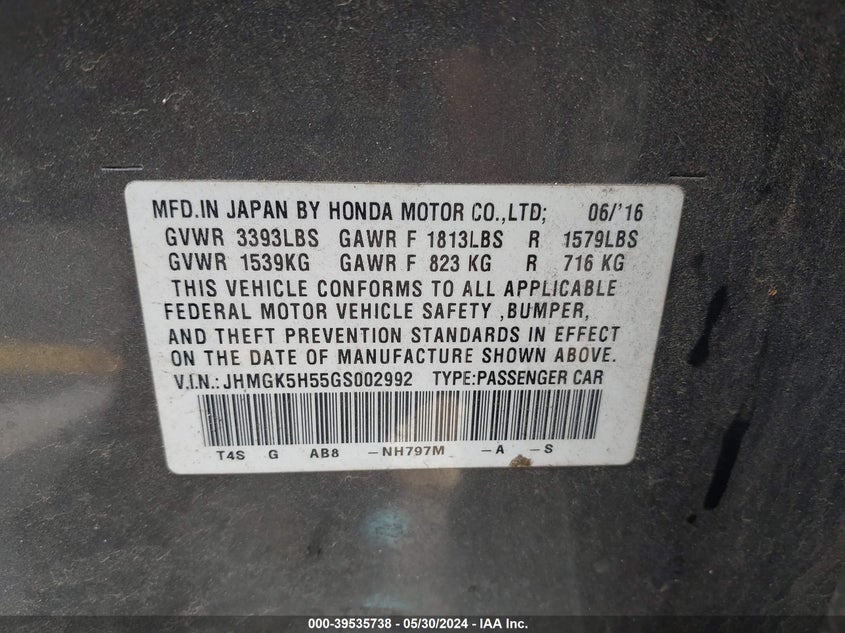 MFD.IN JAPAN BY HONDA MOTOR CO.,LTD; 06/'16
GVWR 3393LBS GAWR F 1813LBS R 1579LBS
GVWR 1539KG GAWR F 823 KG R 716 KG
THIS VEHICLE CONFORMS TO ALL APPLICABLE
FEDERAL MOTOR VEHICLE SAFETY ,BUMPER,
AND THEFT PREVENTION STANDARDS IN EFFECT
ON THE DATE OF MANUFACTURE SHOWN ABOVE.
V.I.N.:JHMGK5H55GS002992 TYPE:PASSENGER CAR
T4S G AB8 -NH797M -A -S
000-39535738 - 05/30/2024 - IAA Inc.